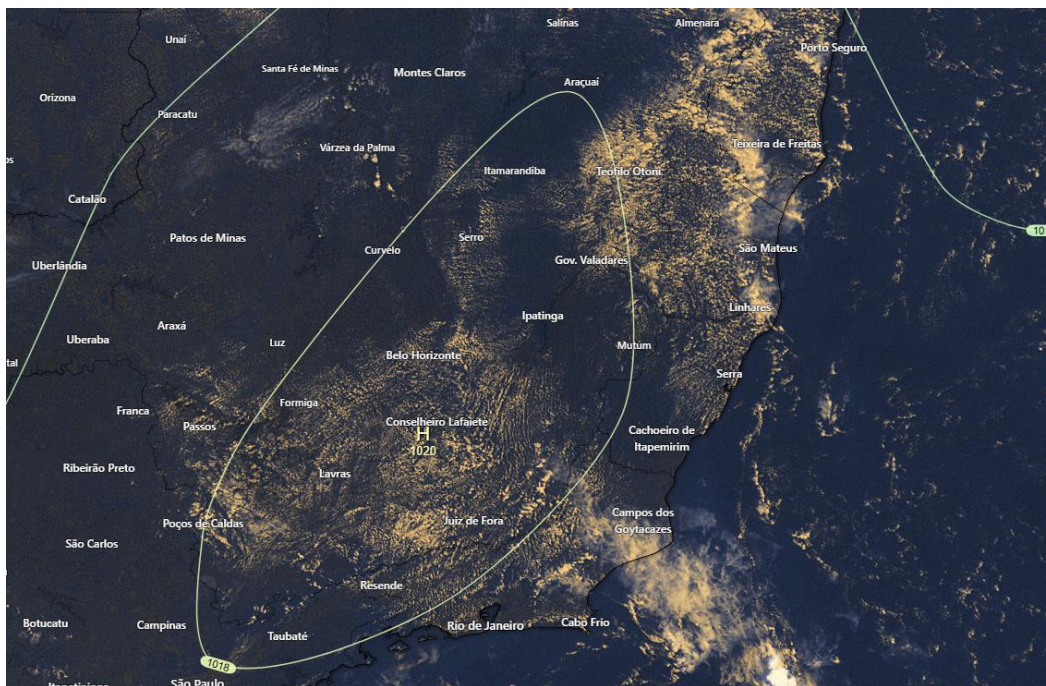 Salinas
Almenara
Unaí
Porto Seguro
Santa Fé de Minas
Montes Claros
Araçuaí
Orizona
Paracatu
Várzea da Palma
Teixeira de Freitas
Itamarandiba
Teófilo Otoni
Catalão
Patos de Minas
Serro
10
Curvelo
São Mateus
Gov. Valadares
Uberlândia
Linhares
Ipatinga
Araxá
Uberaba
Luz
Mutum
Belo Horizonte
tal
Serra
Formiga
Franca
Passos
Conselheiro Lafaiete
Cachoeiro de
Itapemirim
H
1020
Ribeirão Preto
Lavras
Campos dos
Goytacazes
Poços de Caldas
Juiz de Fora
São Carlos
Resende
Botucatu
Campinas
Taubaté
Rio de Janeiro
Cabo Frio
1018
São Paulo